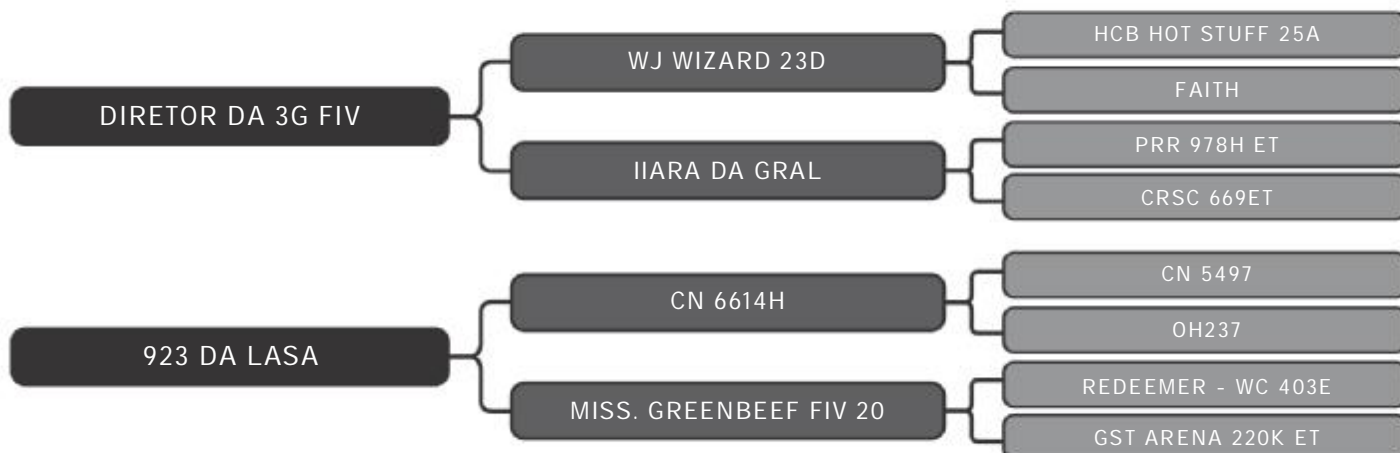 HCB HOT STUFF 25A
WJ WIZARD 23D
FAITH
DIRETOR DA 3G FIV
PRR 978H ET
IIARA DA GRAL
CRSC 669ET
CN 5497
CN 6614H
OH237
923 DA LASA
REDEEMER - WC 403E
MISS. GREENBEEF FIV 20
GST ARENA 220K ET